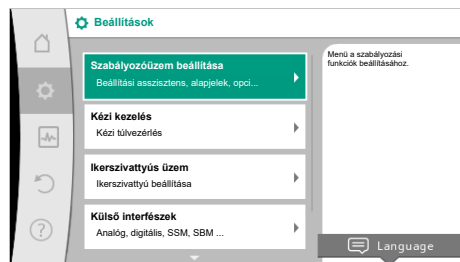 Beállítások
Szabályozóüzem beállítása
Beállítási asszisztens, alapjelek, opci...
Kézi kezelés
Kézi túlvezérlés
Ikerszivattyús üzem
Ikerszivattyú beállítása
Külső interfészek
Analóg, digitális, SSM, SBM ...
Menü a szabályozási
funkciók beállításához.
Language